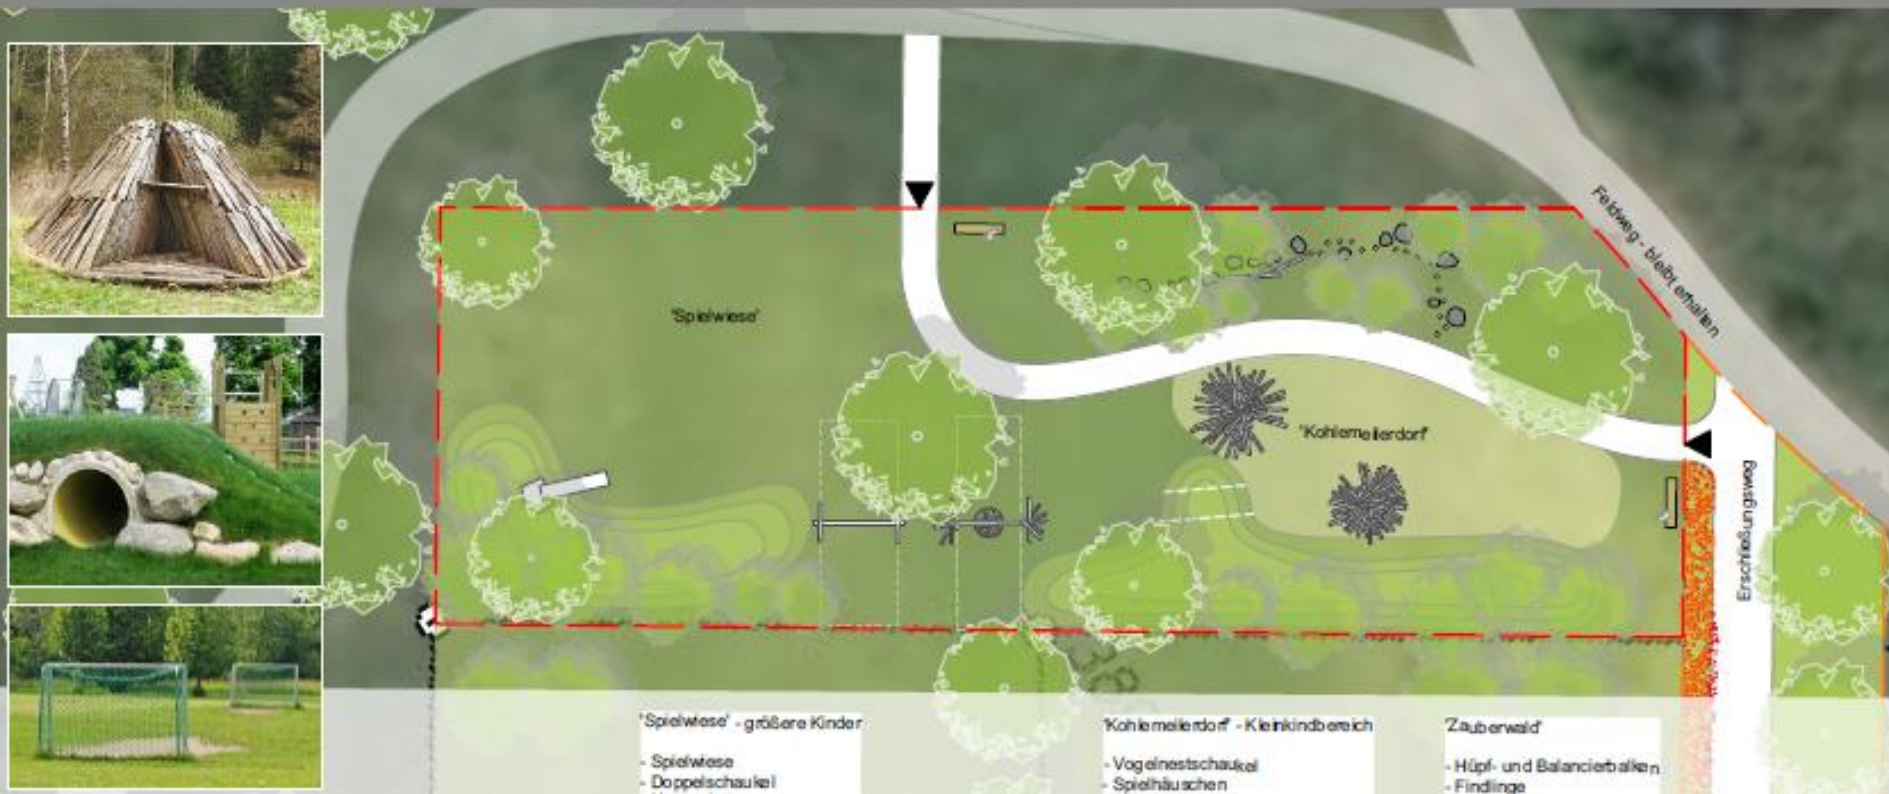 Feldweg - bleibt erhalten
'Spielwiese'
'Kohlemeilerdorf'
Erschließungsweg
'Spielwiese' - größere Kinder
- Spielwiese
- Doppelschaukel
'Kohlemeilerdorf' - Kleinkindbereich
- Vogelnestschaukel
- Spielhäuschen
'Zauberwald'
- Hüpf- und Balancierbalken
- Findlinge